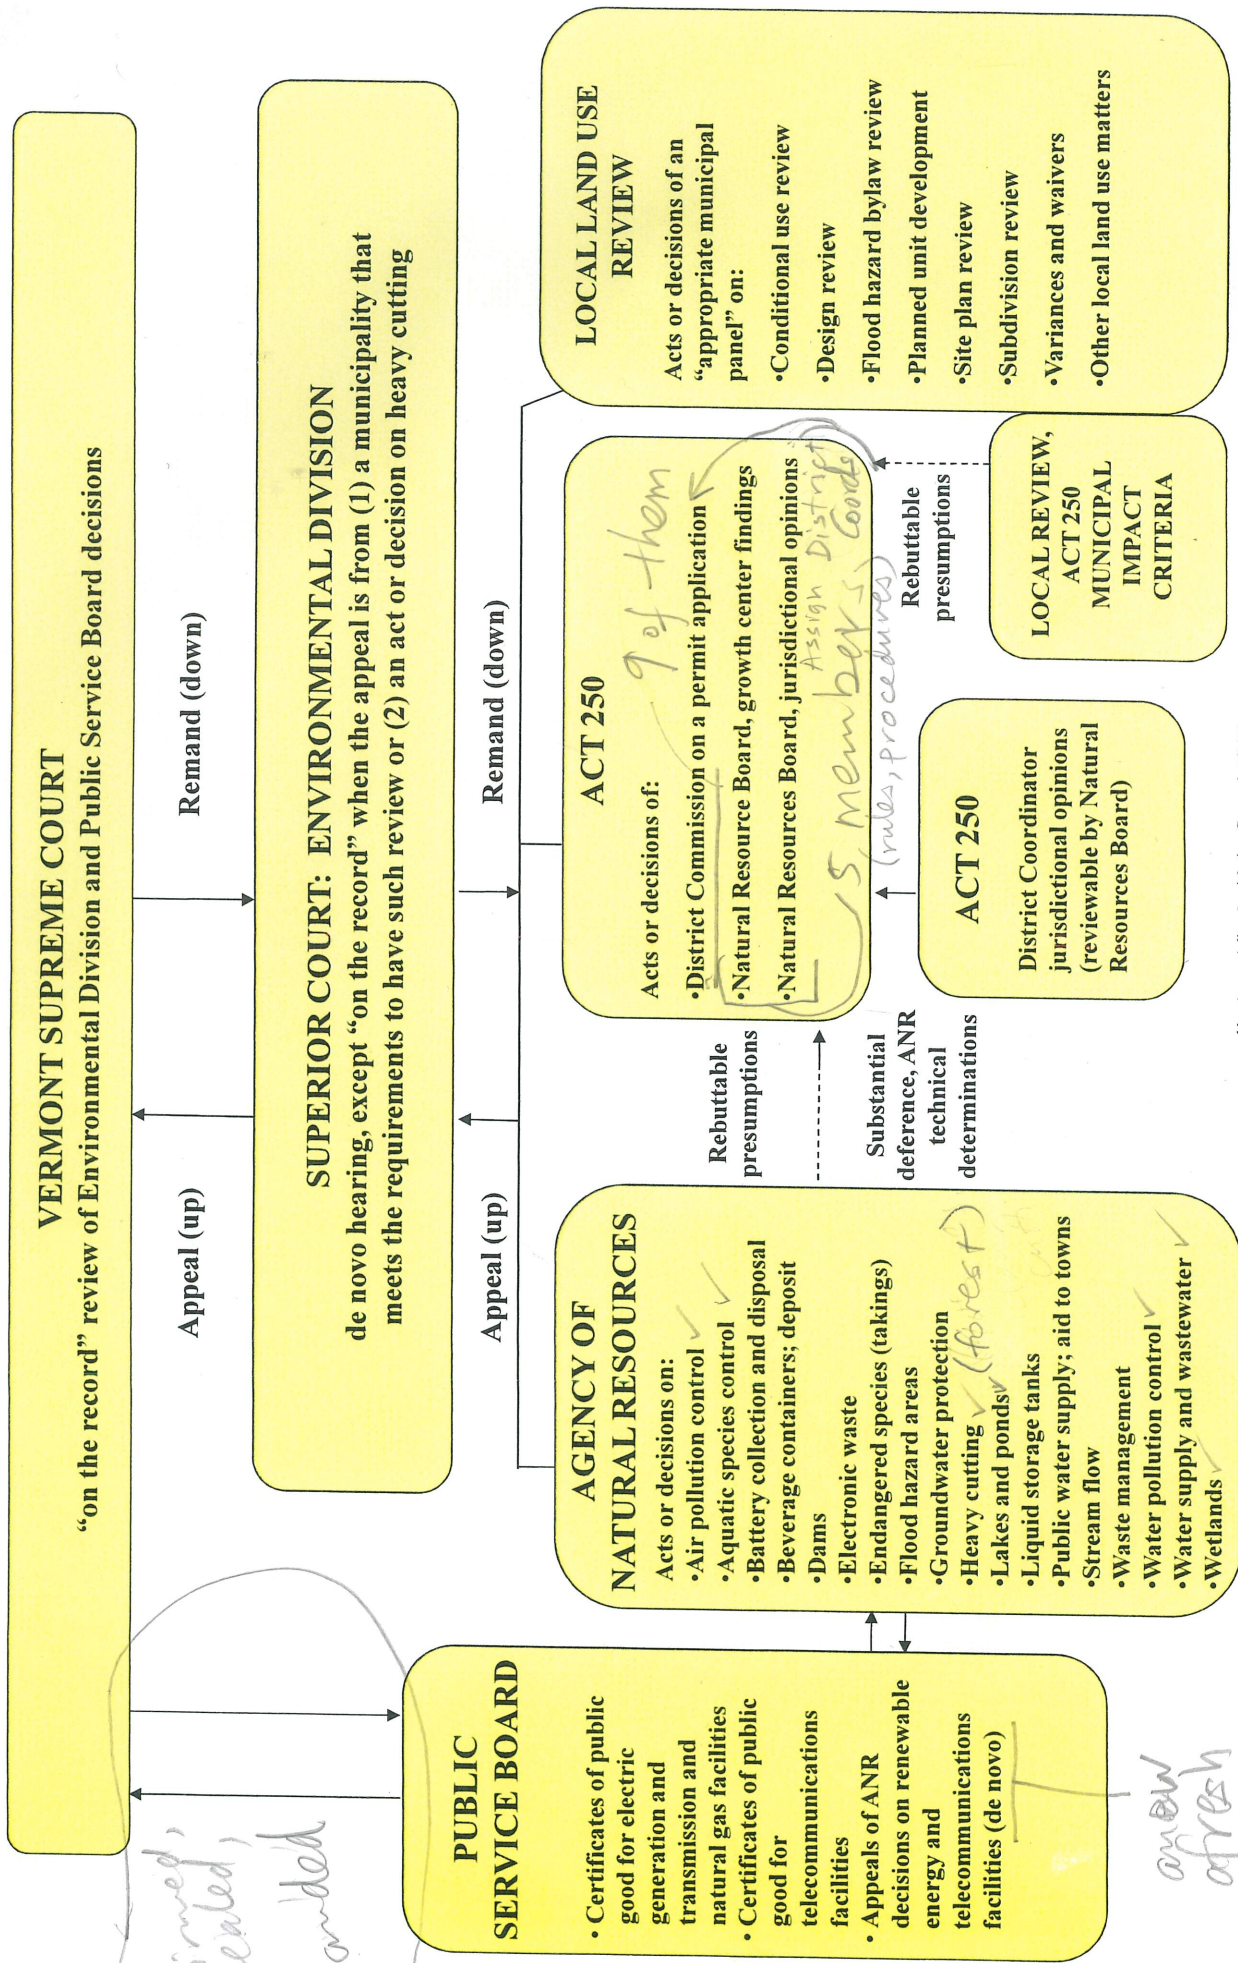 VERMONT SUPREME COURT
“on the record” review of Environmental Division and Public Service Board decisions
Appeal (up)
Remand (down)
SUPERIOR COURT: ENVIRONMENTAL DIVISION
de novo hearing, except “on the record” when the appeal is from (1) a municipality that
meets the requirements to have such review or (2) an act or decision on heavy cutting
Appeal (up)
Remand (down)
PUBLIC
SERVICE BOARD
• Certificates of public
good for electric
generation and
transmission and
natural gas facilities
• Certificates of public
good for
telecommunications
facilities
• Appeals of ANR
decisions on renewable
energy and
telecommunications
facilities (de novo)
anew
afresh
AGENCY OF
NATURAL RESOURCES
Acts or decisions on:
•Air pollution control ✓
•Aquatic species control ✓
•Battery collection and disposal
•Beverage containers; deposit
•Dams
•Electronic waste
•Endangered species (takings)
•Flood hazard areas
•Groundwater protection
•Heavy cutting ✓ (forest)
•Lakes and ponds ✓
•Liquid storage tanks
•Public water supply; aid to towns
•Stream flow
•Waste management
•Water pollution control ✓
•Water supply and wastewater ✓
•Wetlands ✓
Rebuttable
presumptions
Substantial
deference, ANR
technical
determinations
ACT 250
9 of them
Acts or decisions of:
•District Commission on a permit application
•Natural Resource Board, growth center findings
•Natural Resources Board, jurisdictional opinions
Assign District
Coords
5 members
(rules, procedures)
ACT 250
District Coordinator
jurisdictional opinions
(reviewable by Natural
Resources Board)
Rebuttable
presumptions
LOCAL REVIEW,
ACT 250
MUNICIPAL
IMPACT
CRITERIA
LOCAL LAND USE
REVIEW
Acts or decisions of an
“appropriate municipal
panel” on:
•Conditional use review
•Design review
•Flood hazard bylaw review
•Planned unit development
•Site plan review
•Subdivision review
•Variances and waivers
•Other local land use matters